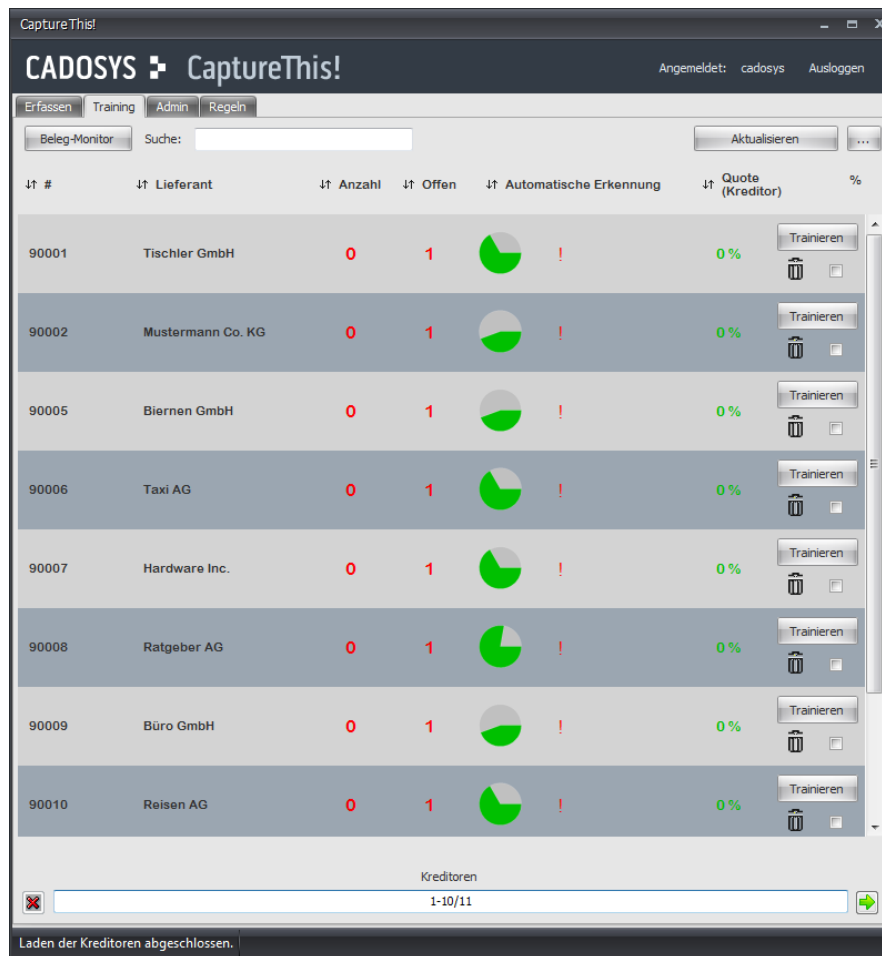 CaptureThis!
CADOSYS CaptureThis!
Angemeldet: cadosys Ausloggen
Erfassen Training Admin Regeln
Beleg-Monitor Suche: Aktualisieren ...
# Lieferant Anzahl Offen Automatische Erkennung Quote (Kreditor) %
90001 Tischler GmbH 0 1 ! 0 % Trainieren
90002 Mustermann Co. KG 0 1 ! 0 % Trainieren
90005 Biernen GmbH 0 1 ! 0 % Trainieren
90006 Taxi AG 0 1 ! 0 % Trainieren
90007 Hardware Inc. 0 1 ! 0 % Trainieren
90008 Ratgeber AG 0 1 ! 0 % Trainieren
90009 Büro GmbH 0 1 ! 0 % Trainieren
90010 Reisen AG 0 1 ! 0 % Trainieren
Kreditoren
1-10/11
Laden der Kreditoren abgeschlossen.